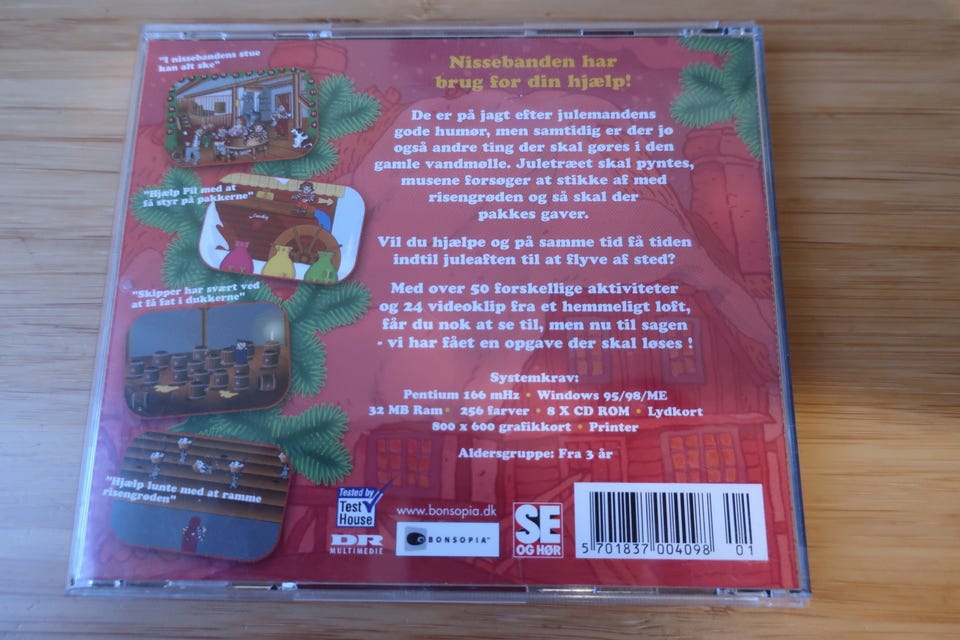 "I nissebandens stue
kan alt ske"
"Hjælp Pil med at
få styr på pakkerne"
"Skipper har svært ved
at få fat i dukkerne"
"Hjælp lunte med at ramme
risengrøden"
Nissebanden har
brug for din hjælp!
De er på jagt efter julemandens
gode humør, men samtidig er der jo
også andre ting der skal gøres i den
gamle vandmølle. Juletræet skal pyntes,
musene forsøger at stikke af med
risengrøden og så skal der
pakkes gaver.
Vil du hjælpe og på samme tid få tiden
indtil juleaften til at flyve af sted?
Med over 50 forskellige aktiviteter
og 24 videoklip fra et hemmeligt loft,
får du nok at se til, men nu til sagen
- vi har fået en opgave der skal løses !
Systemkrav:
Pentium 166 mHz • Windows 95/98/ME
32 MB Ram • 256 farver • 8 X CD ROM • Lydkort
800 x 600 grafikkort • Printer
Aldersgruppe: Fra 3 år
Tested by
Test
House
DR
MULTIMEDIE
www.bonsopia.dk
BONSOPIA™
SE
OG HØR
5 701837 004098 01